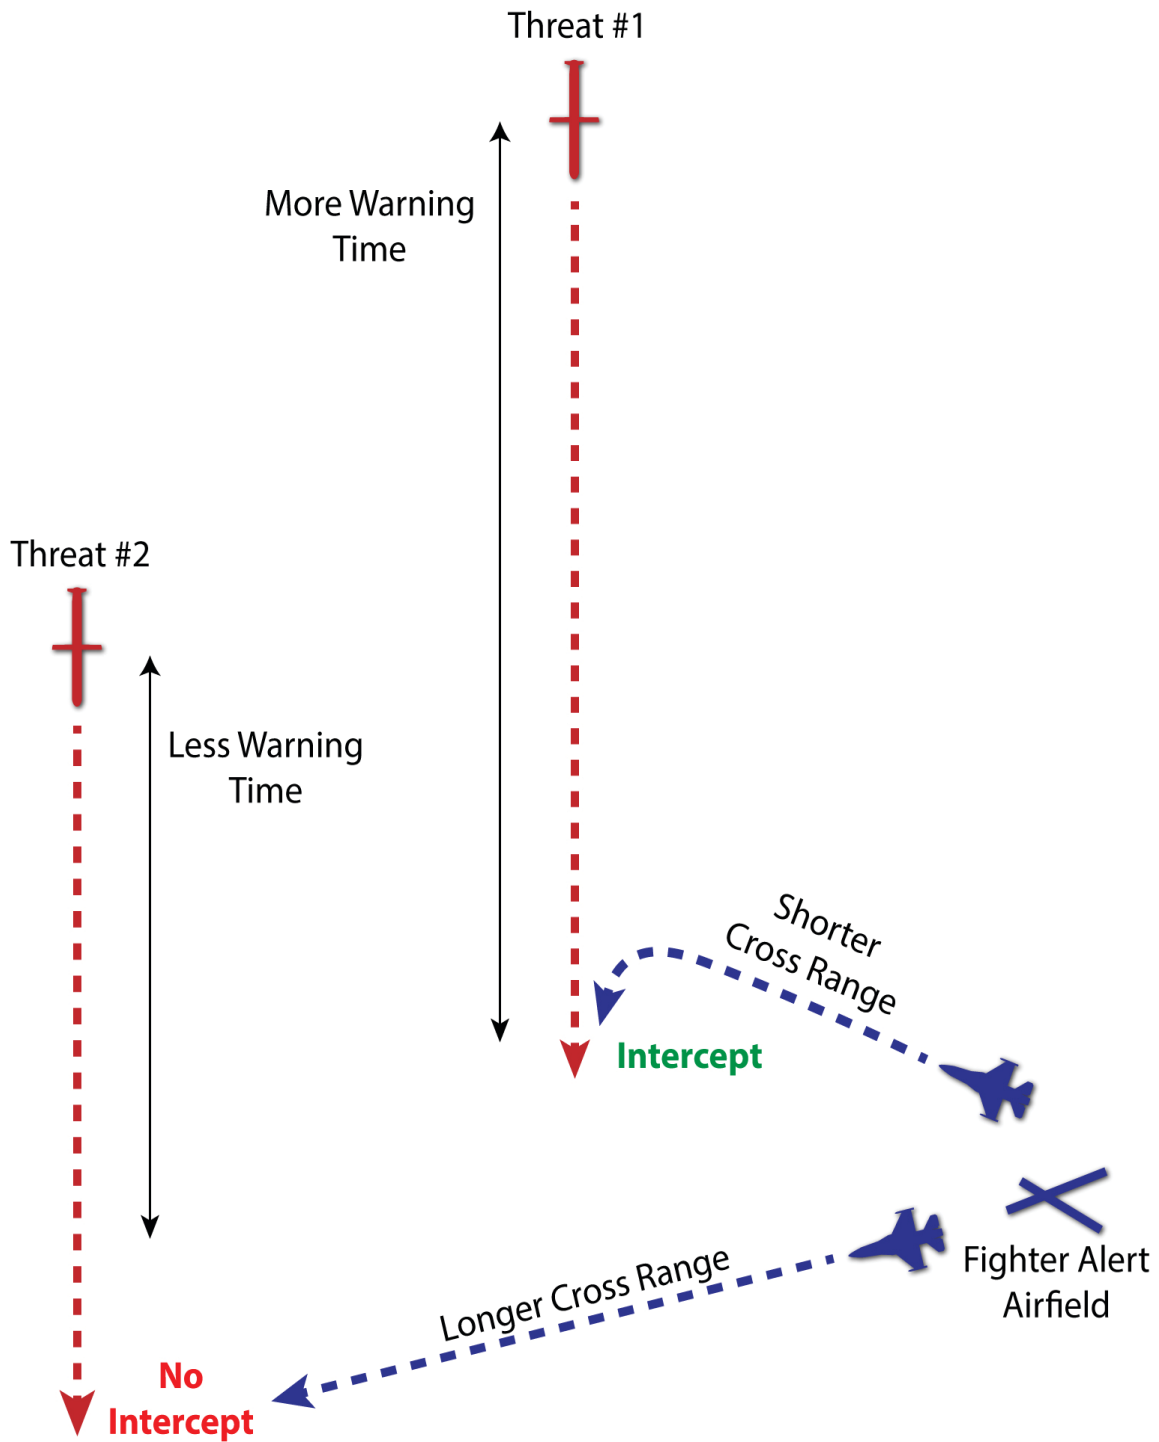 Threat #1
More Warning
Time
Threat #2
Less Warning
Time
Shorter
Cross Range
Intercept
Fighter Alert
Airfield
Longer Cross Range
No
Intercept